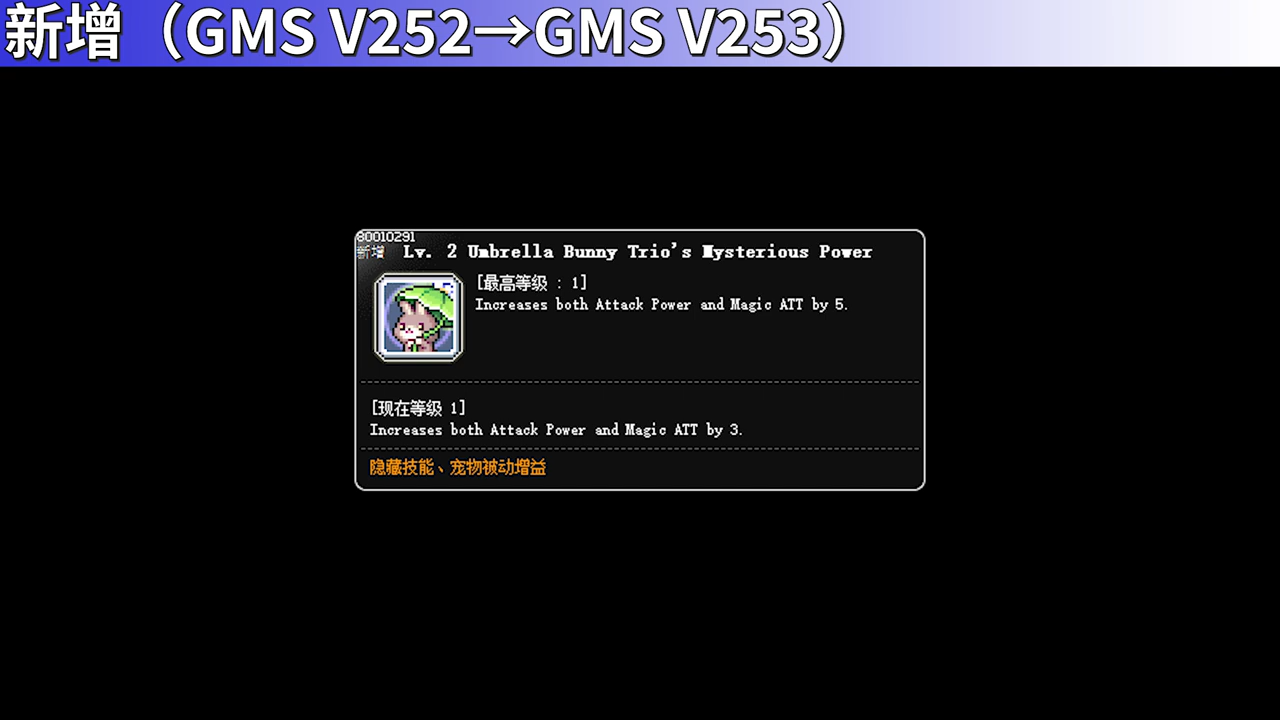 新增（GMS V252→GMS V253）
80010291
新增 Lv. 2 Umbrella Bunny Trio's Mysterious Power
[最高等级 : 1]
Increases both Attack Power and Magic ATT by 5.
[现在等级 1]
Increases both Attack Power and Magic ATT by 3.
隐藏技能、宠物被动增益